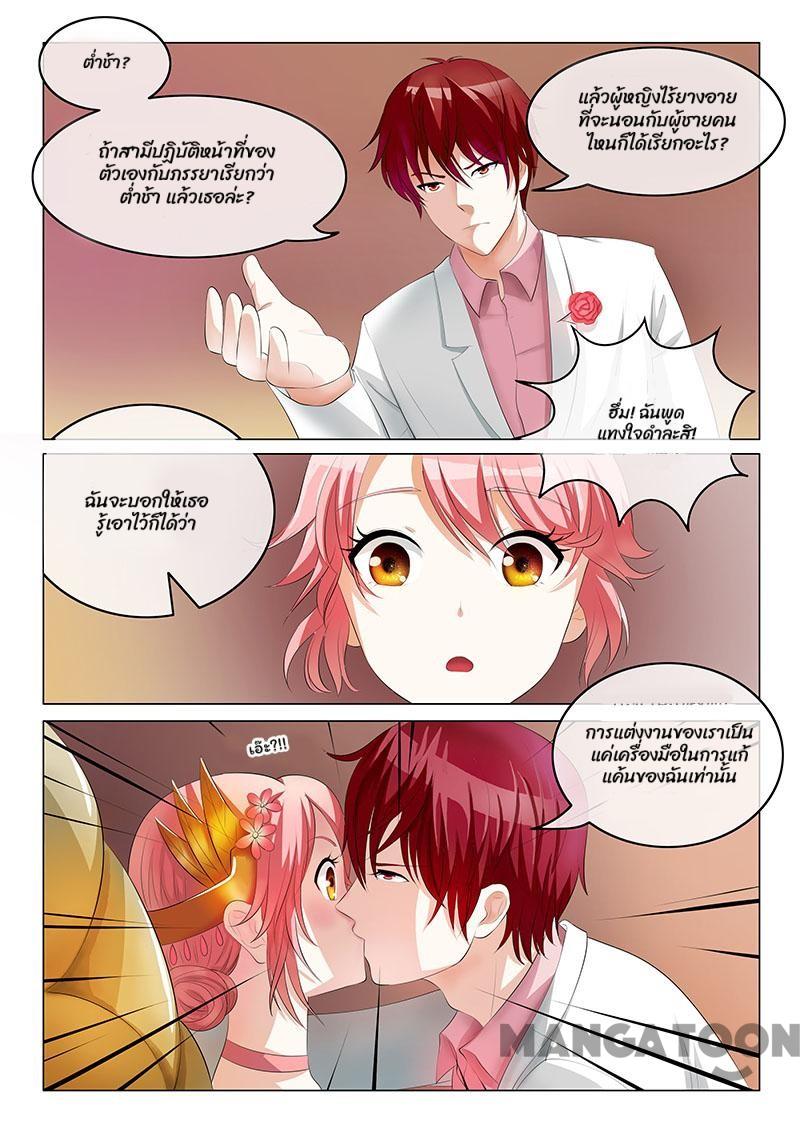 ต่ำช้า?
ถ้าสามีปฏิบัติหน้าที่ของ
ตัวเองกับภรรยาเรียกว่า
ต่ำช้า แล้วเธอล่ะ?
แล้วผู้หญิงไร้ยางอาย
ที่จะนอนกับผู้ชายคน
ไหนก็ได้เรียกอะไร?
ฮึ่ม! ฉันพูด
แทงใจดำละสิ!
ฉันจะบอกให้เธอ
รู้เอาไว้ก็ได้ว่า
การแต่งงานของเราเป็น
แค่เครื่องมือในการแก้
แค้นของฉันเท่านั้น
เอ๊ะ?!!
MANGATOON